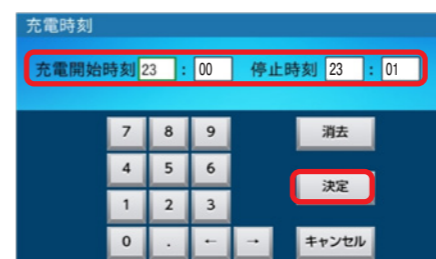 充電時刻
充電開始時刻 23 : 00 停止時刻 23 : 01
7 8 9 消去
4 5 6
決定
1 2 3
0 . ← → キャンセル